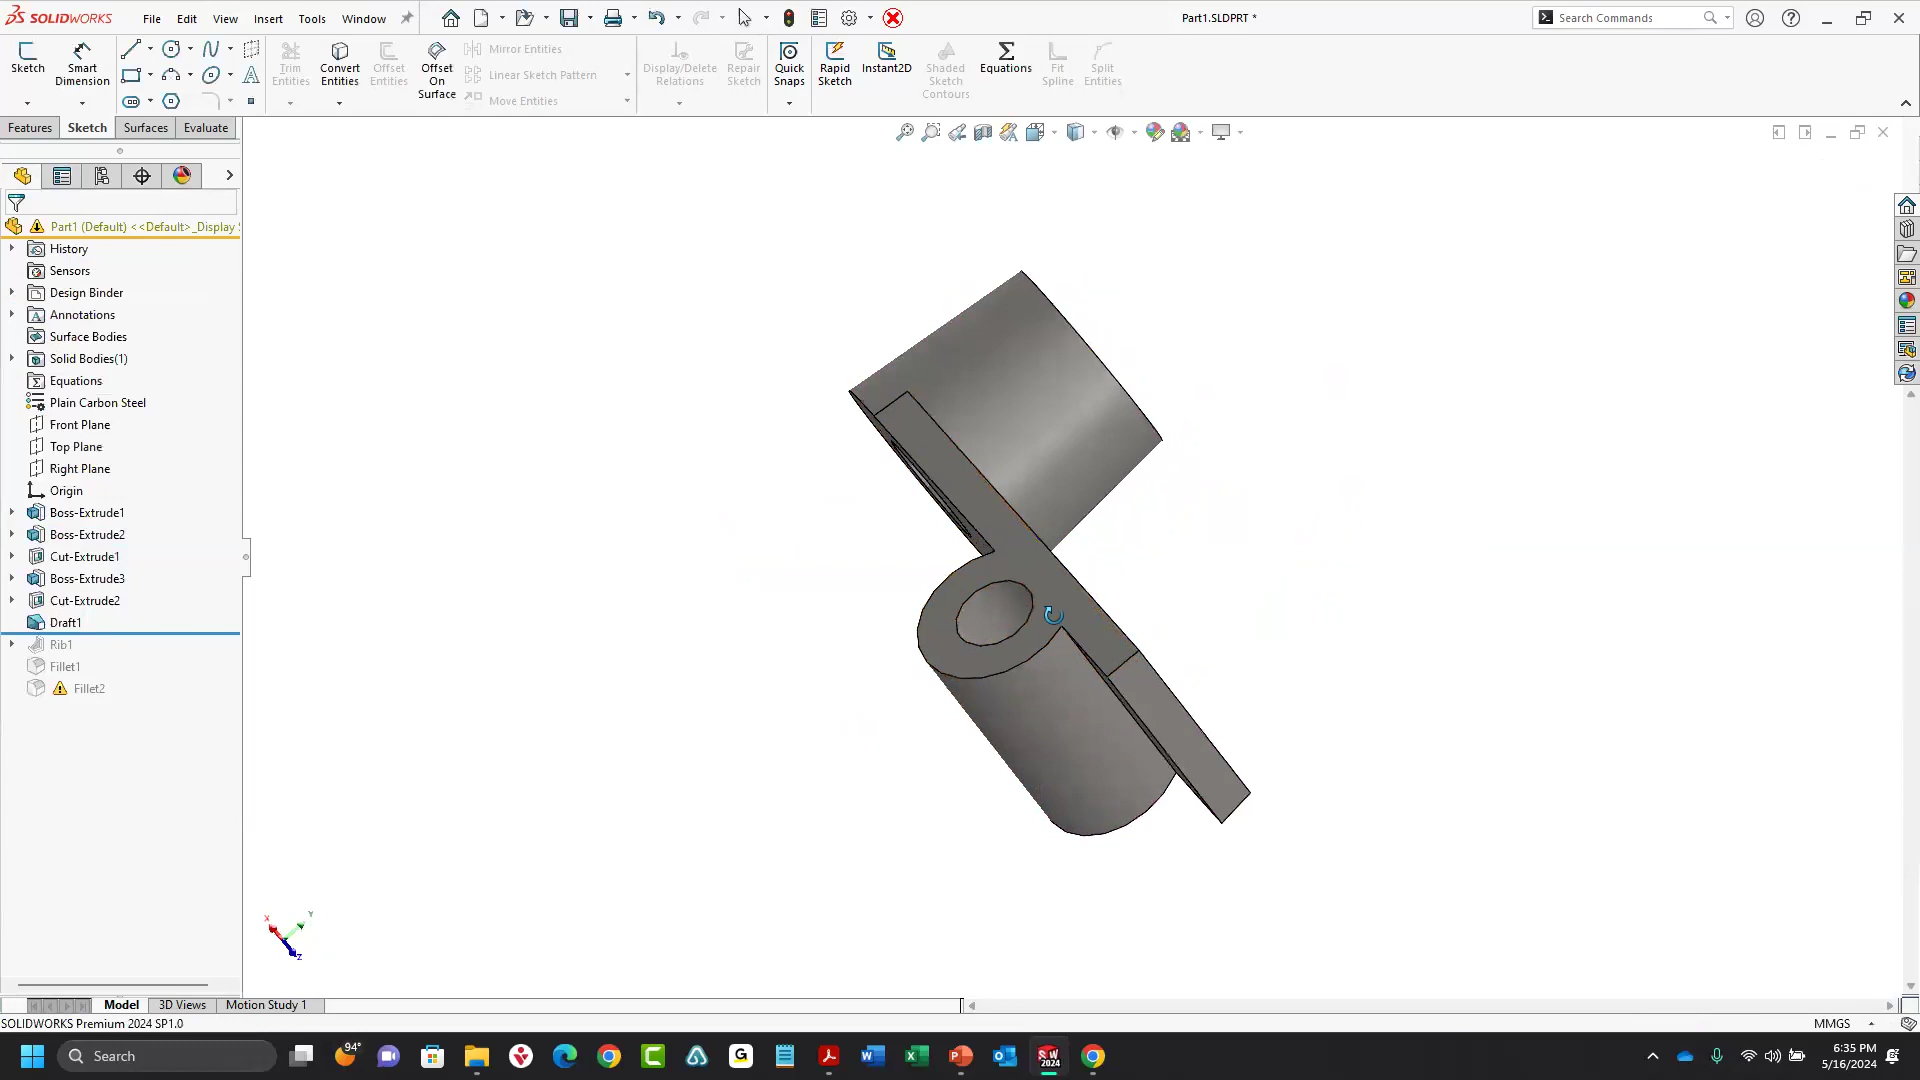 SOLIDWORKS File Edit View Insert Tools Window Part1.SLDPRT * Search Commands
Sketch Smart Dimension Trim Entities Convert Entities Offset Entities Offset On Surface Mirror Entities Linear Sketch Pattern Move Entities Display/Delete Relations Repair Sketch Quick Snaps Rapid Sketch Instant2D Shaded Sketch Contours Equations Fit Spline Split Entities
Features Sketch Surfaces Evaluate
Part1 (Default) <<Default>_Display
History
Sensors
Design Binder
Annotations
Surface Bodies
Solid Bodies(1)
Equations
Plain Carbon Steel
Front Plane
Top Plane
Right Plane
Origin
Boss-Extrude1
Boss-Extrude2
Cut-Extrude1
Boss-Extrude3
Cut-Extrude2
Draft1
Rib1
Fillet1
Fillet2
X Y Z
Model 3D Views Motion Study 1
SOLIDWORKS Premium 2024 SP1.0 MMGS
Search 94° SW 2024 6:35 PM
5/16/2024